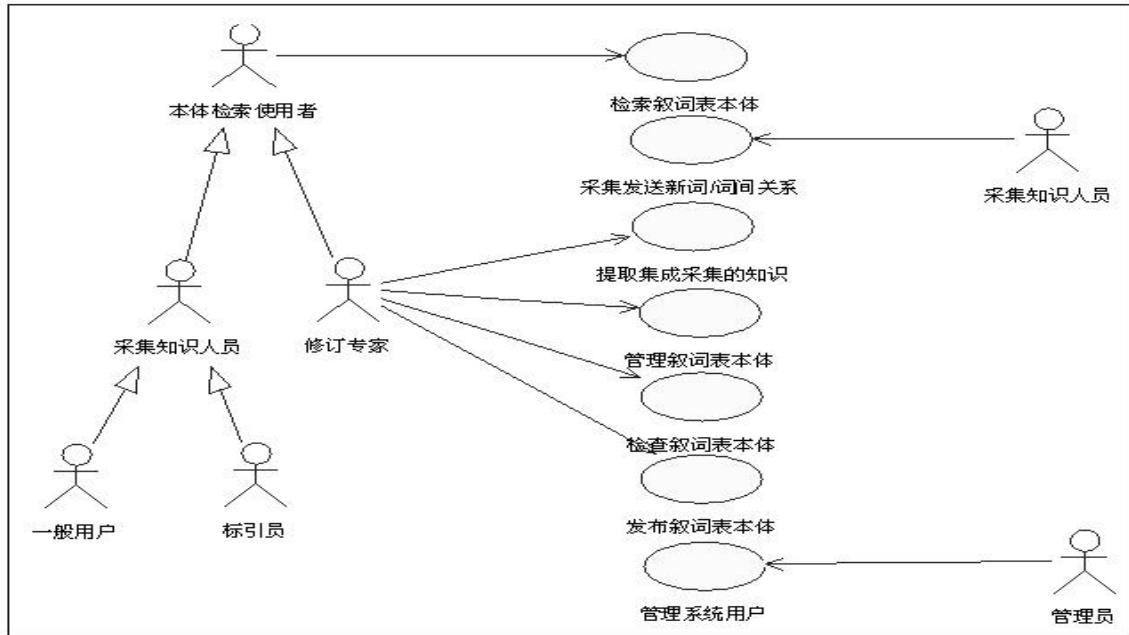 本体检索使用者
检索叙词表本体
采集发送新词/词间关系
采集知识人员
提取集成采集的知识
采集知识人员
修订专家
管理叙词表本体
检查叙词表本体
一般用户
标引员
发布叙词表本体
管理系统用户
管理员